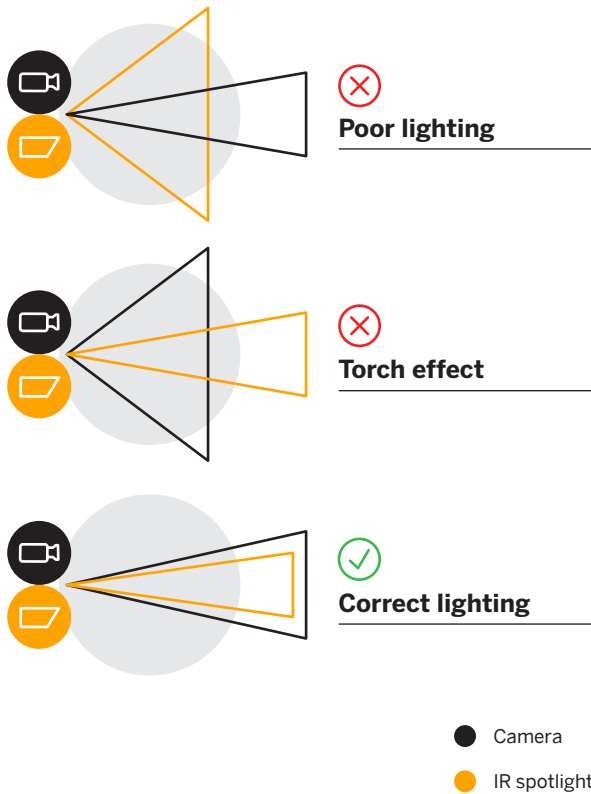 Poor lighting
Torch effect
Correct lighting
Camera
IR spotlight